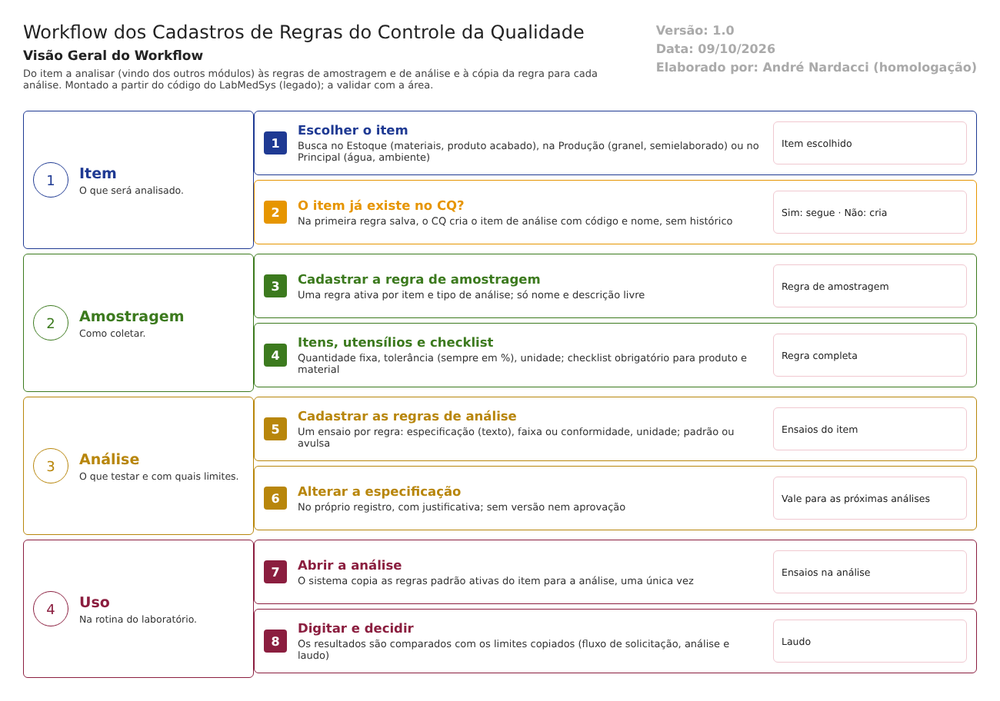 Workflow dos Cadastros de Regras do Controle da Qualidade
Visão Geral do Workflow
Do item a analisar (vindo dos outros módulos) às regras de amostragem e de análise e à cópia da regra para cada
análise. Montado a partir do código do LabMedSys (legado); a validar com a área.
Versão: 1.0
Data: 09/10/2026
Elaborado por: André Nardacci (homologação)
1
Item
O que será analisado.
1
Escolher o item
Busca no Estoque (materiais, produto acabado), na Produção (granel, semielaborado) ou no
Principal (água, ambiente)
Item escolhido
2
O item já existe no CQ?
Na primeira regra salva, o CQ cria o item de análise com código e nome, sem histórico
Sim: segue · Não: cria
2
Amostragem
Como coletar.
3
Cadastrar a regra de amostragem
Uma regra ativa por item e tipo de análise; só nome e descrição livre
Regra de amostragem
4
Itens, utensílios e checklist
Quantidade fixa, tolerância (sempre em %), unidade; checklist obrigatório para produto e
material
Regra completa
3
Análise
O que testar e com quais limites.
5
Cadastrar as regras de análise
Um ensaio por regra: especificação (texto), faixa ou conformidade, unidade; padrão ou
avulsa
Ensaios do item
6
Alterar a especificação
No próprio registro, com justificativa; sem versão nem aprovação
Vale para as próximas análises
4
Uso
Na rotina do laboratório.
7
Abrir a análise
O sistema copia as regras padrão ativas do item para a análise, uma única vez
Ensaios na análise
8
Digitar e decidir
Os resultados são comparados com os limites copiados (fluxo de solicitação, análise e
laudo)
Laudo